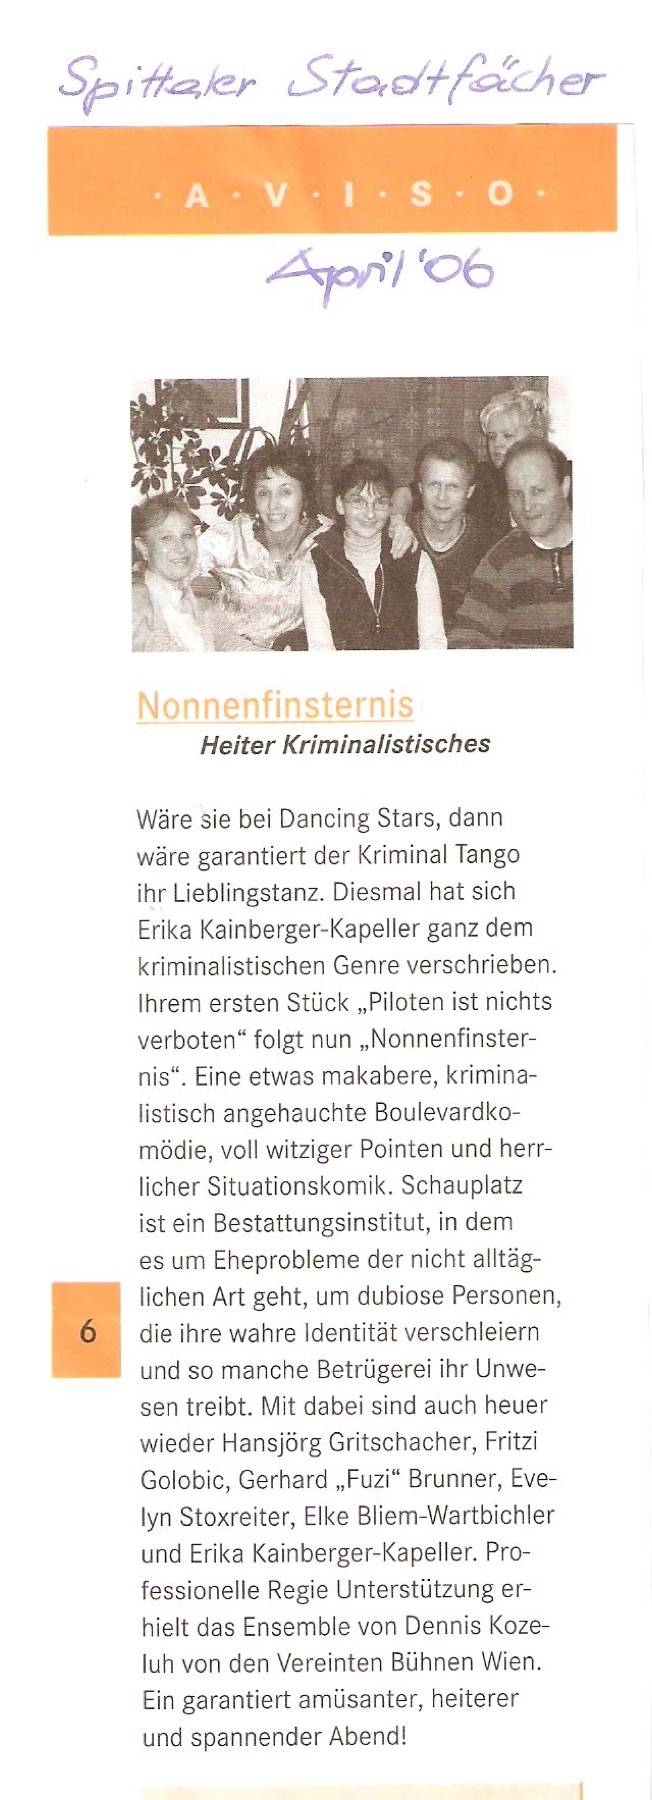 Spittaler Stadtfächer
· A · V · I · S · O ·
April '06
Nonnenfinsternis
Heiter Kriminalistisches
Wäre sie bei Dancing Stars, dann
wäre garantiert der Kriminal Tango
ihr Lieblingstanz. Diesmal hat sich
Erika Kainberger-Kapeller ganz dem
kriminalistischen Genre verschrieben.
Ihrem ersten Stück „Piloten ist nichts
verboten“ folgt nun „Nonnenfinster-
nis“. Eine etwas makabere, krimina-
listisch angehauchte Boulevardko-
mödie, voll witziger Pointen und herr-
licher Situationskomik. Schauplatz
ist ein Bestattungsinstitut, in dem
es um Eheprobleme der nicht alltäg-
lichen Art geht, um dubiose Personen,
6
die ihre wahre Identität verschleiern
und so manche Betrügerei ihr Unwe-
sen treibt. Mit dabei sind auch heuer
wieder Hansjörg Gritschacher, Fritzi
Golobic, Gerhard „Fuzi“ Brunner, Eve-
lyn Stoxreiter, Elke Bliem-Wartbichler
und Erika Kainberger-Kapeller. Pro-
fessionelle Regie Unterstützung er-
hielt das Ensemble von Dennis Koze-
luh von den Vereinten Bühnen Wien.
Ein garantiert amüsanter, heiterer
und spannender Abend!